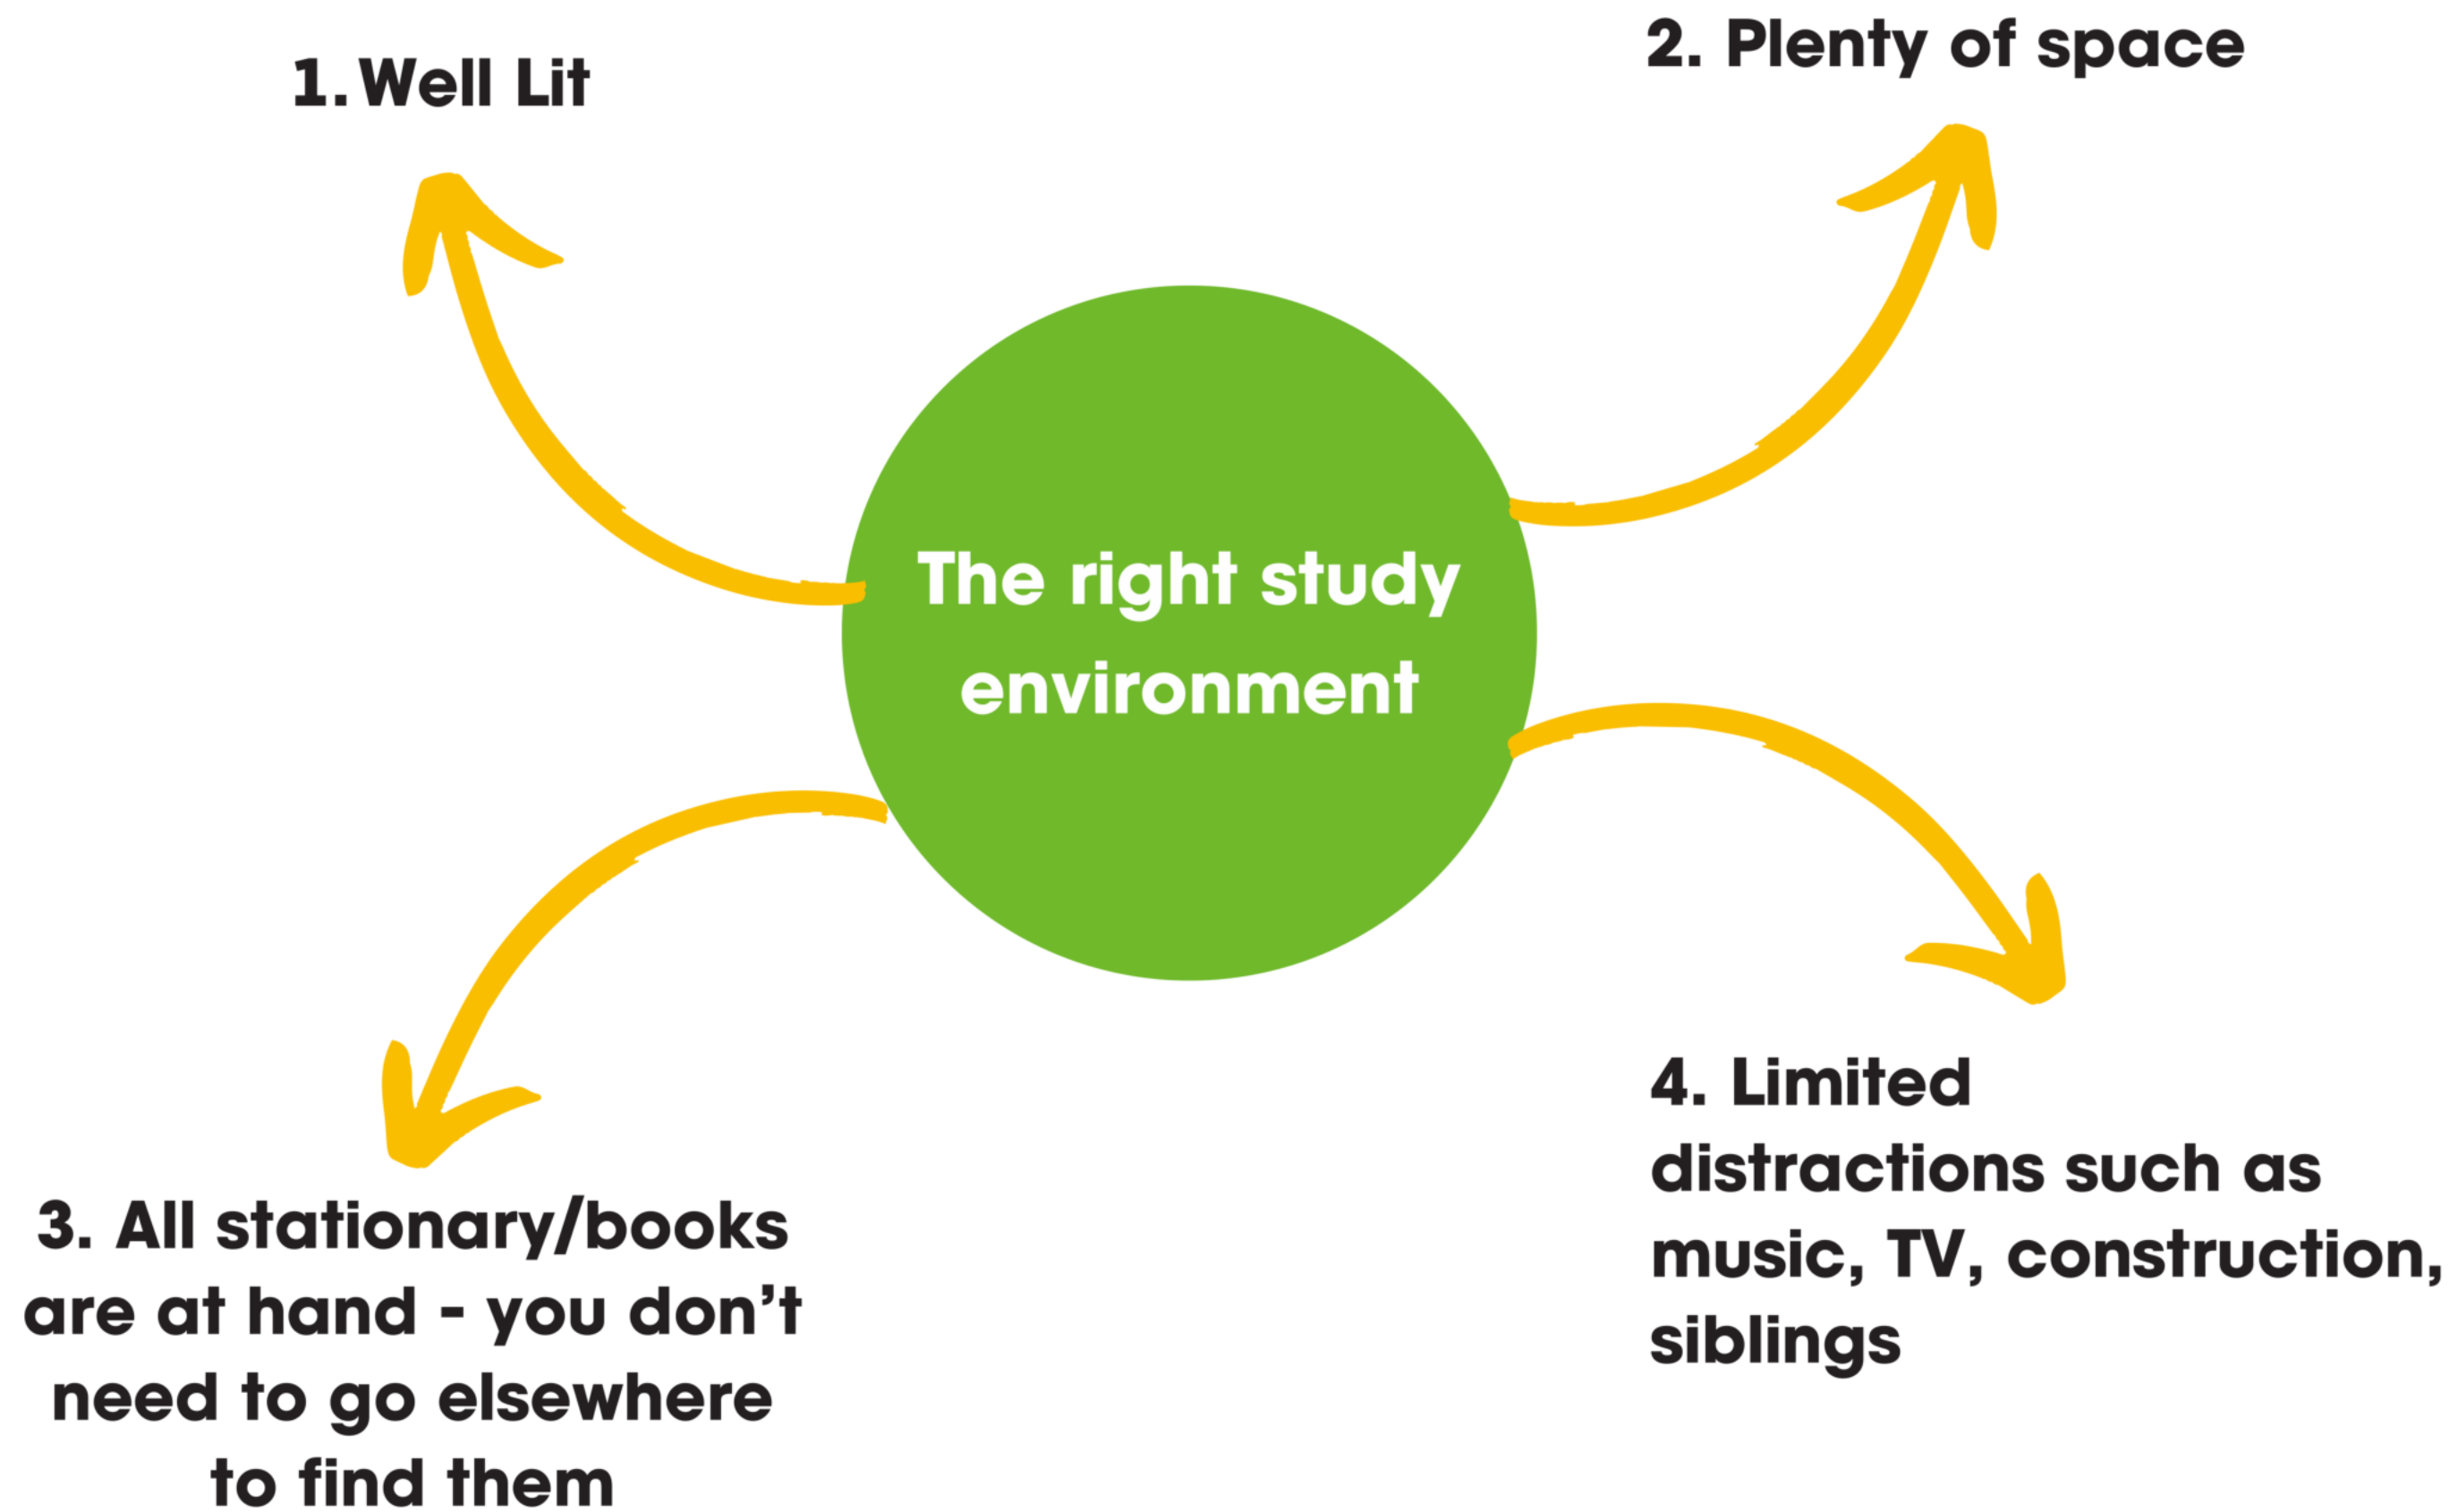 1.Well Lit
2. Plenty of space
The right study
environment
3. All stationary/books
are at hand - you don't
need to go elsewhere
to find them
4. Limited
distractions such as
music, TV, construction,
siblings